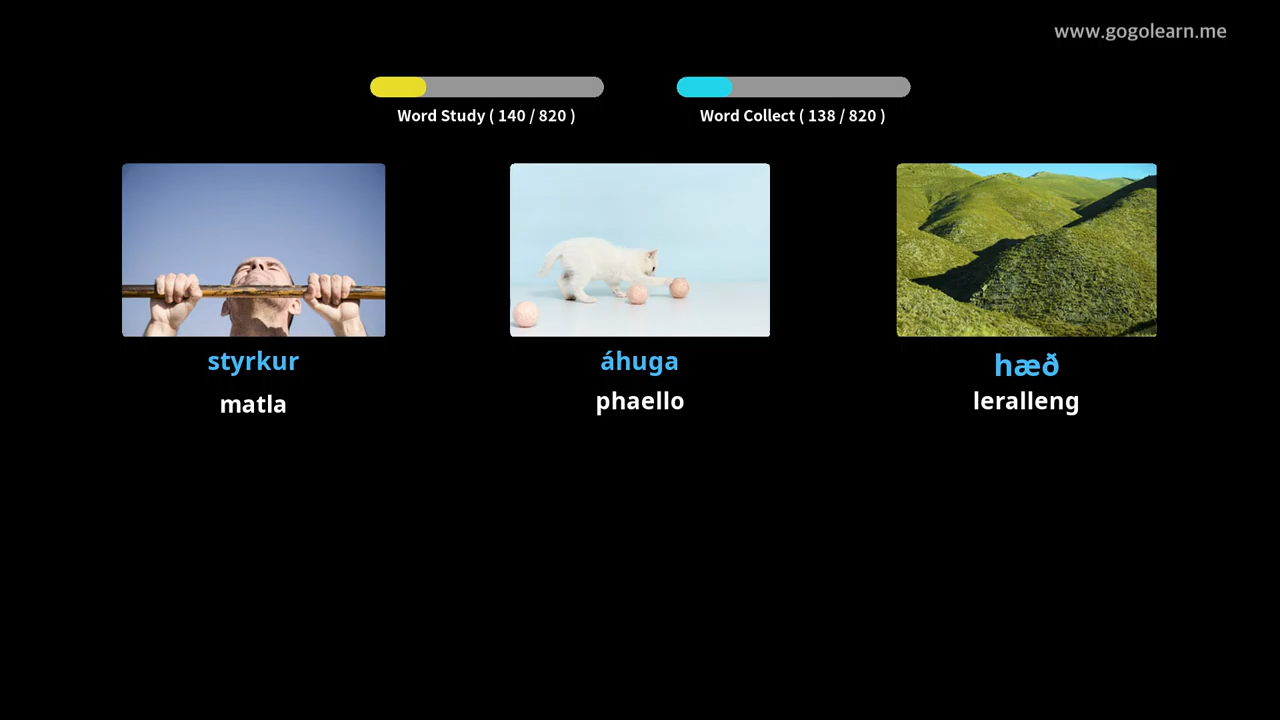 www.gogolearn.me
Word Study ( 140 / 820 )
Word Collect ( 138 / 820 )
styrkur
áhuga
hæð
matla
phaello
leralleng